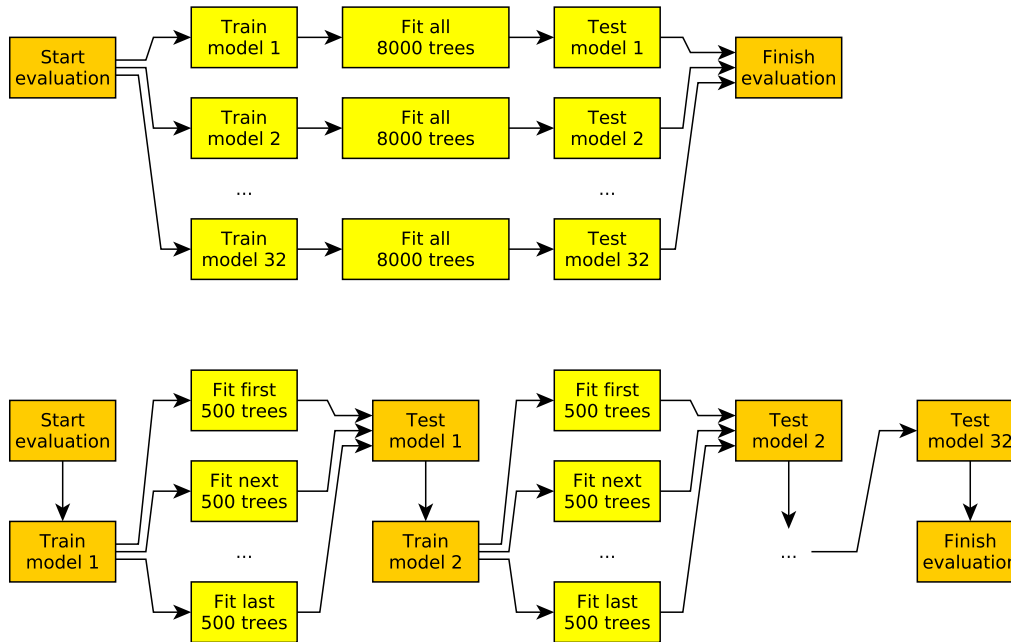 Start
evaluation
Train
model 1
Fit all
8000 trees
Test
model 1
Finish
evaluation
Train
model 2
Fit all
8000 trees
Test
model 2
...
...
Train
model 32
Fit all
8000 trees
Test
model 32
Start
evaluation
Train
model 1
Fit first
500 trees
Fit next
500 trees
...
Fit last
500 trees
Test
model 1
Train
model 2
Fit first
500 trees
Fit next
500 trees
...
Fit last
500 trees
Test
model 2
...
Test
model 32
Finish
evaluation